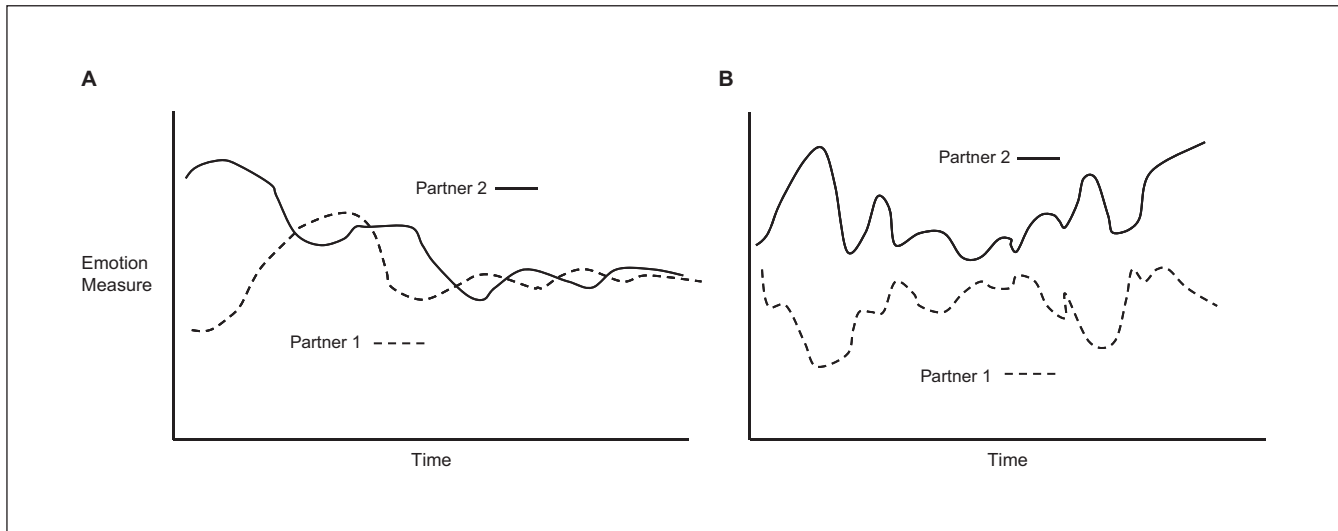 A
Partner 2
Emotion
Measure
Partner 1
Time
B
Partner 2
Partner 1
Time